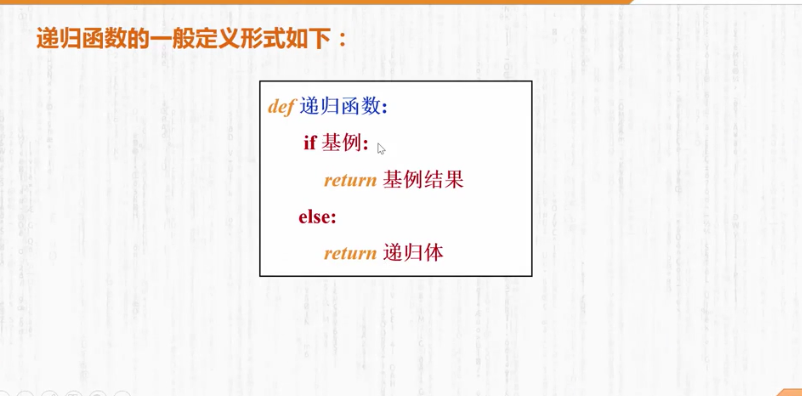 递归函数的一般定义形式如下：
def 递归函数:
if 基例:
return 基例结果
else:
return 递归体